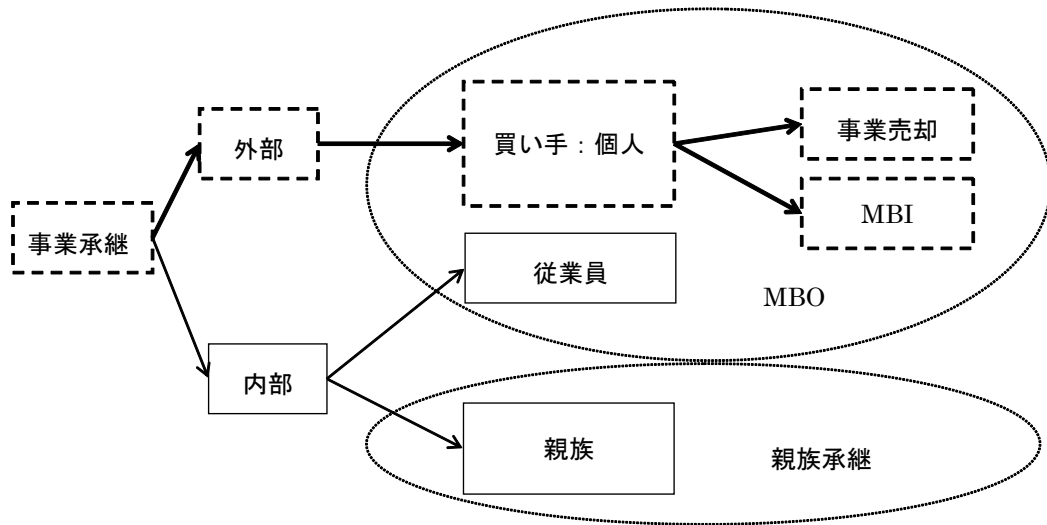 事業承継
外部
買い手：個人
事業売却
MBI
従業員
MBO
内部
親族
親族承継